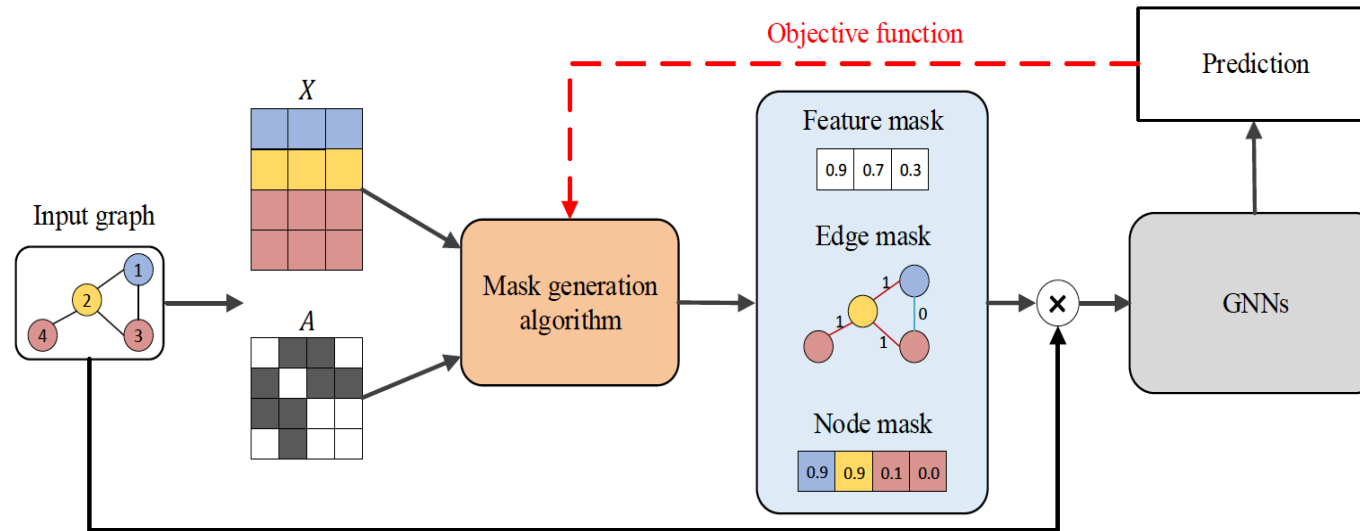 Objective function
Prediction
X
Feature mask
0.9 0.7 0.3
Input graph
1
2
4
3
Mask generation
algorithm
Edge mask
1
0
1
1
×
GNNs
A
Node mask
0.9 0.9 0.1 0.0